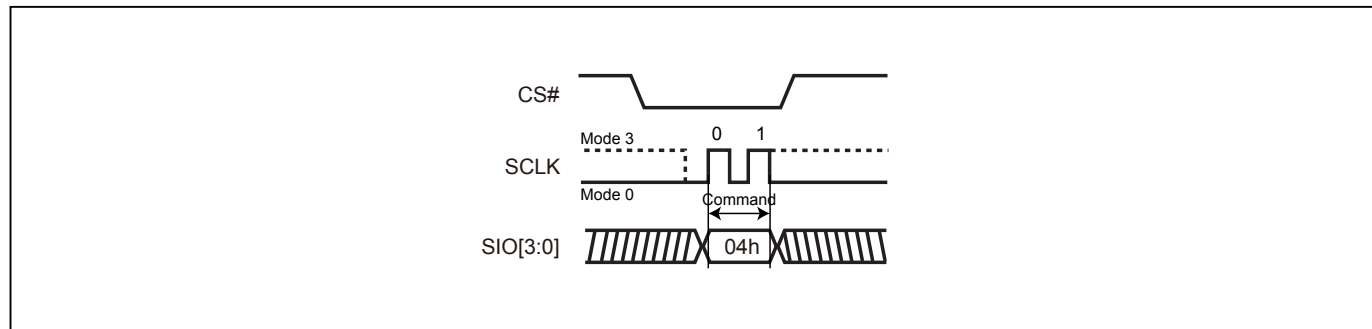 CS#
Mode 3
0 1
SCLK
Mode 0
Command
SIO[3:0]
04h